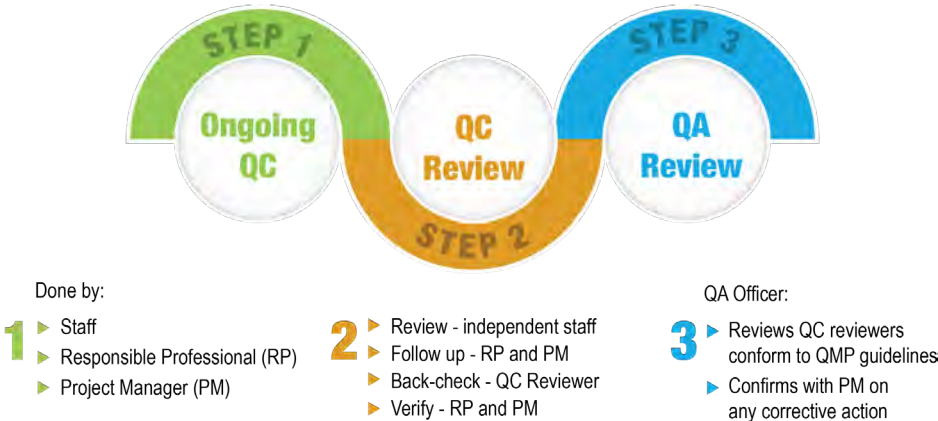 STEP 1
Ongoing
QC
QC
Review
STEP 2
STEP 3
QA
Review
Done by:
1
Staff
Responsible Professional (RP)
Project Manager (PM)
2
Review - independent staff
Follow up - RP and PM
Back-check - QC Reviewer
Verify - RP and PM
QA Officer:
3
Reviews QC reviewers
conform to QMP guidelines
Confirms with PM on
any corrective action